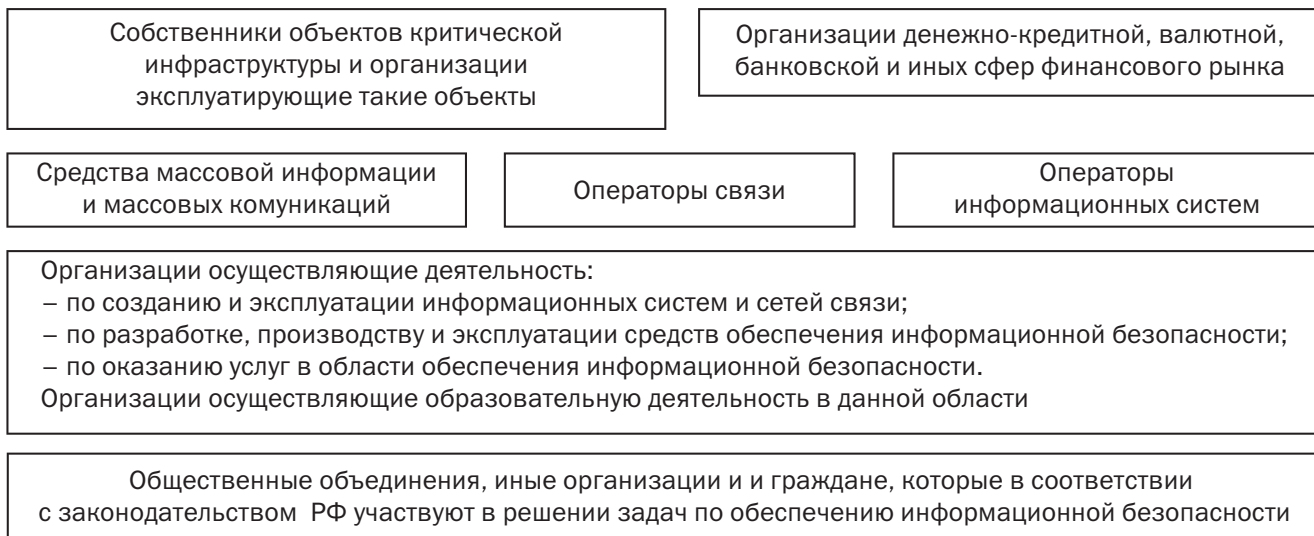 Собственники объектов критической
инфраструктуры и организации
эксплуатирующие такие объекты
Организации денежно-кредитной, валютной,
банковской и иных сфер финансового рынка
Средства массовой информации
и массовых комуникаций
Операторы связи
Операторы
информационных систем
Организации осуществляющие деятельность:
– по созданию и эксплуатации информационных систем и сетей связи;
– по разработке, производству и эксплуатации средств обеспечения информационной безопасности;
– по оказанию услуг в области обеспечения информационной безопасности.
Организации осуществляющие образовательную деятельность в данной области
Общественные объединения, иные организации и и граждане, которые в соответствии
с законодательством РФ участвуют в решении задач по обеспечению информационной безопасности